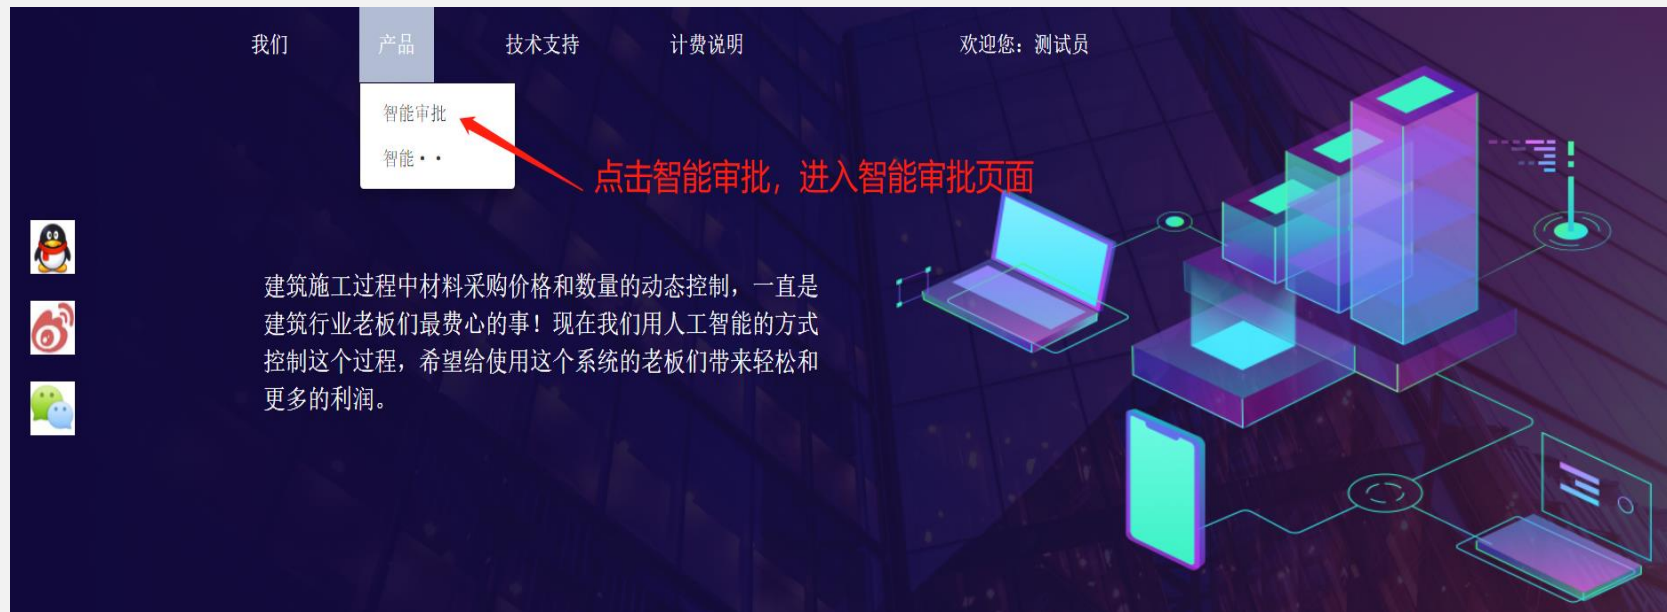 我们 产品 技术支持 计费说明 欢迎您：测试员
智能审批
智能··
点击智能审批，进入智能审批页面
建筑施工过程中材料采购价格和数量的动态控制，一直是
建筑行业老板们最费心的事！现在我们用人工智能的方式
控制这个过程，希望给使用这个系统的老板们带来轻松和
更多的利润。